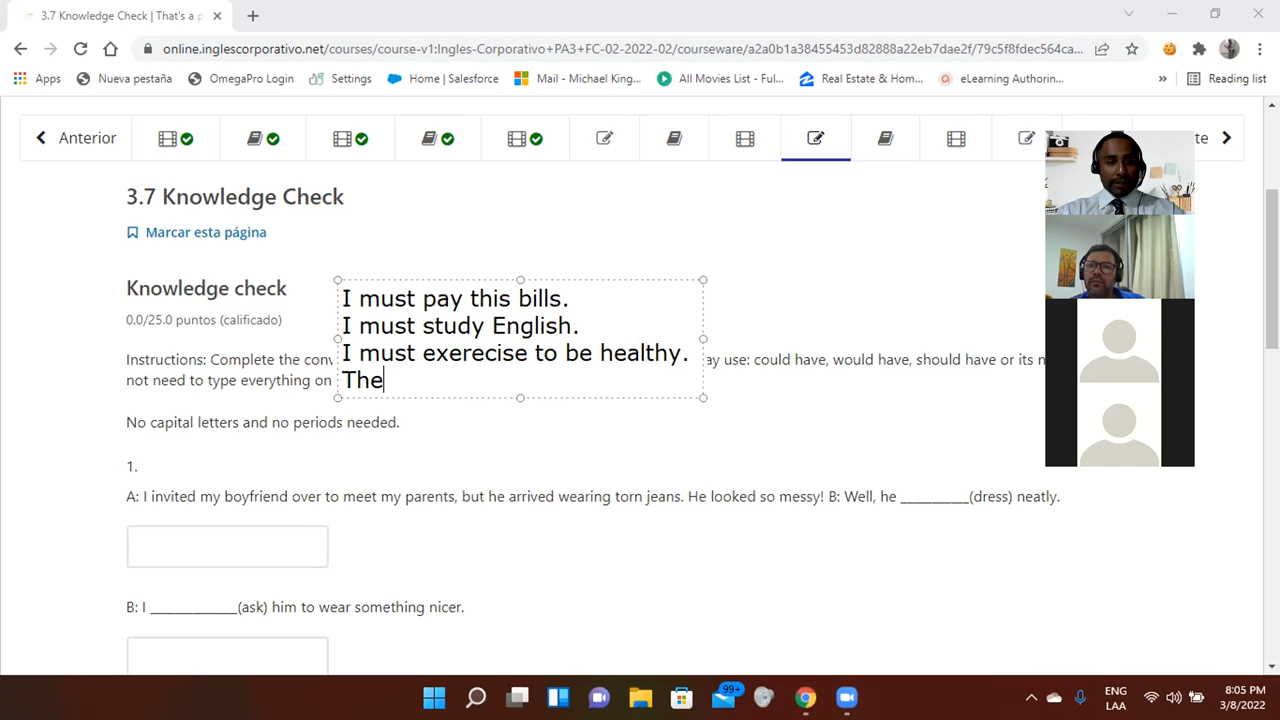 3.7 Knowledge Check | That's a p
online.inglescorporativo.net/courses/course-v1:Ingles-Corporativo+PA3+FC-02-2022-02/courseware/a2a0b1a38455453d82888a22eb7dae2f/79c5f8fdec564ca...
Apps Nueva pestaña OmegaPro Login Settings Home | Salesforce Mail - Michael King... All Movies List - Ful... Real Estate & Hom... eLearning Authorin... » Reading list
Anterior te
3.7 Knowledge Check
Marcar esta página
Knowledge check
0.0/25.0 puntos (calificado)
I must pay this bills.
I must study English.
I must exerecise to be healthy.
The
Instructions: Complete the conv ay use: could have, would have, should have or its n
not need to type everything on
No capital letters and no periods needed.
1.
A: I invited my boyfriend over to meet my parents, but he arrived wearing torn jeans. He looked so messy! B: Well, he __________(dress) neatly.
B: I _____________(ask) him to wear something nicer.
99+
ENG
LAA
8:05 PM
3/8/2022